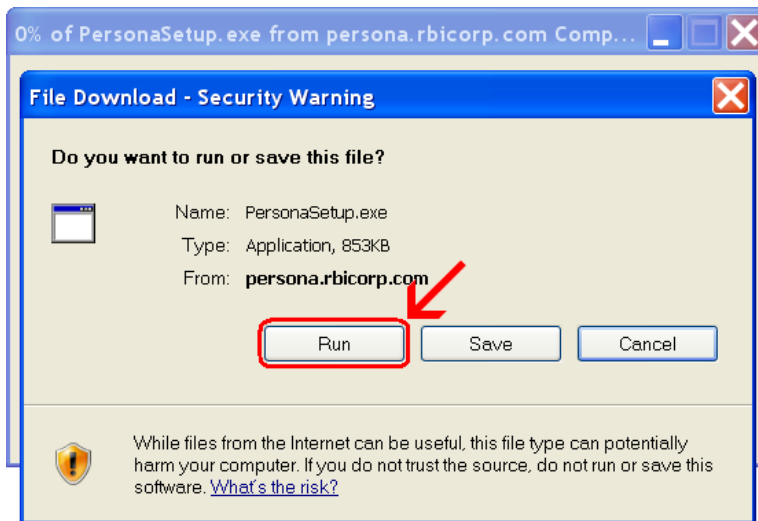 0% of PersonaSetup.exe from persona.rbicorp.com Comp...
File Download - Security Warning
Do you want to run or save this file?
Name: PersonaSetup.exe
Type: Application, 853KB
From: persona.rbicorp.com
Run Save Cancel
While files from the Internet can be useful, this file type can potentially
harm your computer. If you do not trust the source, do not run or save this
software. What's the risk?